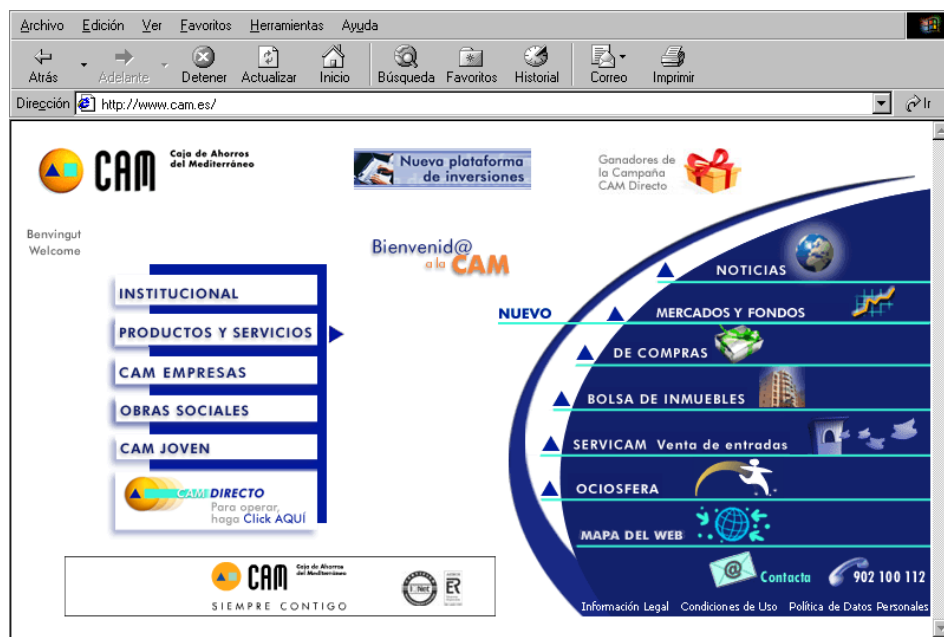 Archivo Edición Ver Favoritos Herramientas Ayuda
Atrás Adelante Detener Actualizar Inicio Búsqueda Favoritos Historial Correo Imprimir
Dirección http://www.cam.es/ Ir
CAM Caja de Ahorros
del Mediterráneo
Nueva plataforma
de inversiones
Ganadores de
la Campaña
CAM Directo
Benvingut
Welcome
Bienvenid@
a la CAM
INSTITUCIONAL
PRODUCTOS Y SERVICIOS
CAM EMPRESAS
OBRAS SOCIALES
CAM JOVEN
CAM DIRECTO
Para operar,
haga Click AQUÍ
NOTICIAS
NUEVO MERCADOS Y FONDOS
DE COMPRAS
BOLSA DE INMUEBLES
SERVICAM Venta de entradas
OCIOSFERA
MAPA DEL WEB
@ Contacta 902 100 112
Información Legal Condiciones de Uso Política de Datos Personales
CAM Caja de Ahorros
del Mediterráneo
SIEMPRE CONTIGO
ER